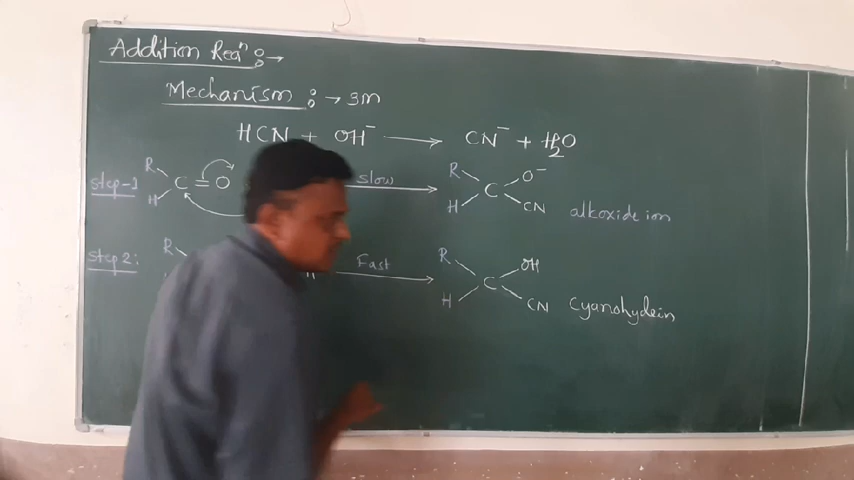 Addition Reaⁿ : →
Mechanism : → 3m
HCN + OH⁻ → CN⁻ + H₂O
Step-1 R H C = O slow → R H C O⁻ CN alkoxide ion
Step 2: R H Fast → R H C OH CN Cyanohydrin